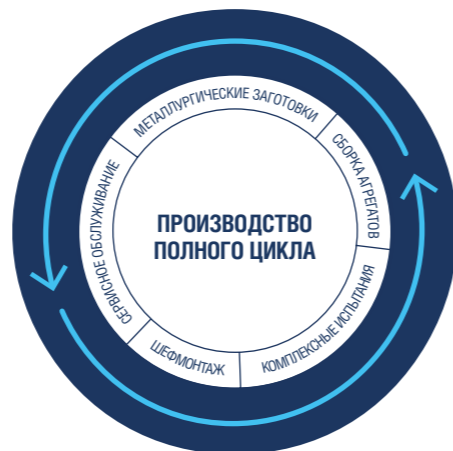 МЕТАЛЛУРГИЧЕСКИЕ ЗАГОТОВКИ
СБОРКА АГРЕГАТОВ
КОМПЛЕКСНЫЕ ИСПЫТАНИЯ
ШЕФМОНТАЖ
СЕРВИСНОЕ ОБСЛУЖИВАНИЕ
ПРОИЗВОДСТВО
ПОЛНОГО ЦИКЛА